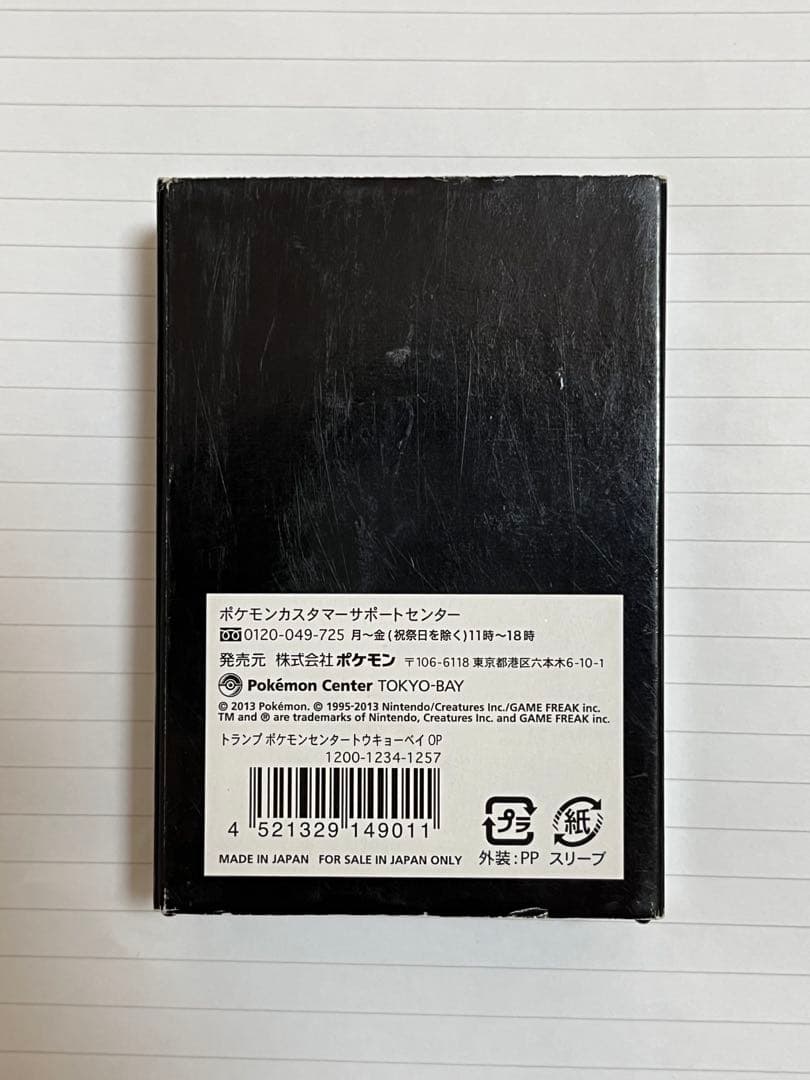 ポケモンカスタマーサポートセンター
0120-049-725 月～金(祝祭日を除く)11時～18時
発売元 株式会社ポケモン 〒106-6118 東京都港区六本木6-10-1
Pokémon Center TOKYO-BAY
© 2013 Pokémon. © 1995-2013 Nintendo/Creatures Inc./GAME FREAK inc.
TM and ® are trademarks of Nintendo, Creatures Inc. and GAME FREAK inc.
トランプ ポケモンセンタートウキョーベイ OP
1200-1234-1257
4 521329 149011
プラ 紙
外装:PP スリーブ
MADE IN JAPAN FOR SALE IN JAPAN ONLY